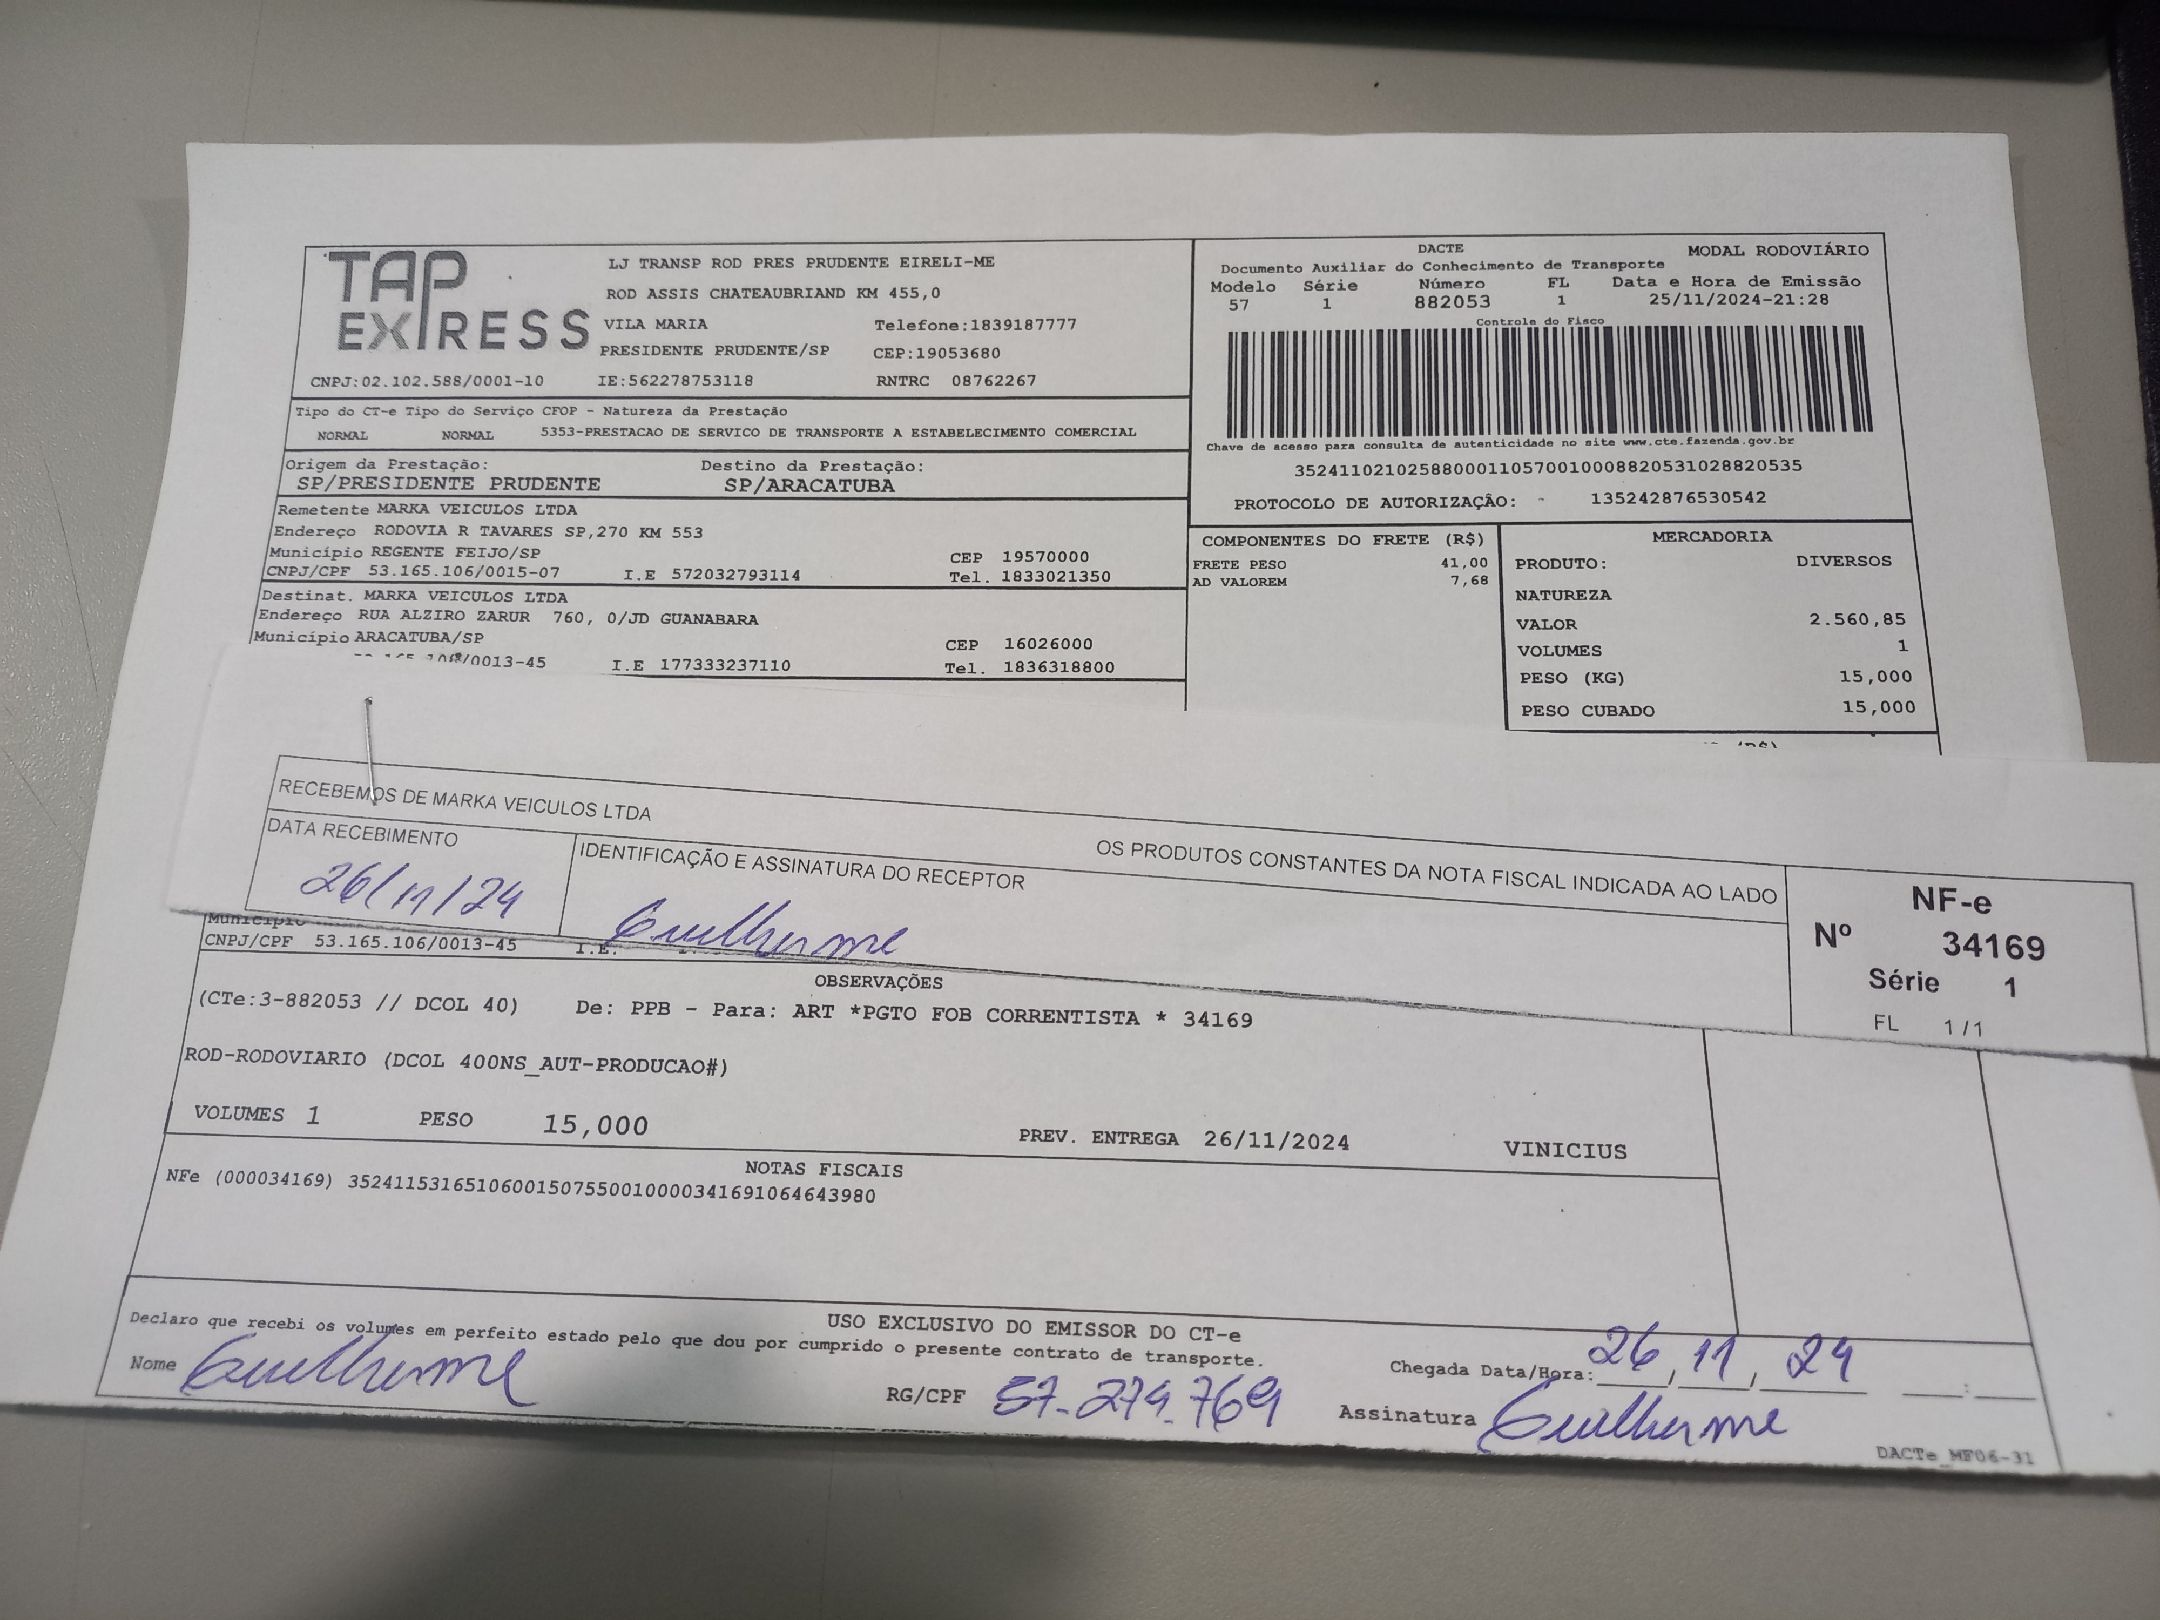 TAP EXPRESS
LJ TRANSP ROD PRES PRUDENTE EIRELI-ME
ROD ASSIS CHATEAUBRIAND KM 455,0
VILA MARIA Telefone:1839187777
PRESIDENTE PRUDENTE/SP CEP:19053680
CNPJ:02.102.588/0001-10 IE:562278753118 RNTRC 08762267
DACTE MODAL RODOVIÁRIO
Documento Auxiliar do Conhecimento de Transporte
Modelo Série Número FL Data e Hora de Emissão
57 1 882053 1 25/11/2024-21:28
Controle do Fisco
Chave de acesso para consulta de autenticidade no site www.cte.fazenda.gov.br
35241102102588000110570010008820531028820535
PROTOCOLO DE AUTORIZAÇÃO: 135242876530542
Tipo do CT-e Tipo do Serviço CFOP - Natureza da Prestação
NORMAL NORMAL 5353-PRESTACAO DE SERVICO DE TRANSPORTE A ESTABELECIMENTO COMERCIAL
Origem da Prestação: Destino da Prestação:
SP/PRESIDENTE PRUDENTE SP/ARACATUBA
Remetente MARKA VEICULOS LTDA
Endereço RODOVIA R TAVARES SP,270 KM 553
Município REGENTE FEIJO/SP CEP 19570000
CNPJ/CPF 53.165.106/0015-07 I.E 572032793114 Tel. 1833021350
Destinat. MARKA VEICULOS LTDA
Endereço RUA ALZIRO ZARUR 760, 0/JD GUANABARA
Município ARACATUBA/SP CEP 16026000
/0013-45 I.E 177333237110 Tel. 1836318800
COMPONENTES DO FRETE (R$)
FRETE PESO 41,00
AD VALOREM 7,68
MERCADORIA
PRODUTO: DIVERSOS
NATUREZA
VALOR 2.560,85
VOLUMES 1
PESO (KG) 15,000
PESO CUBADO 15,000
RECEBEMOS DE MARKA VEICULOS LTDA OS PRODUTOS CONSTANTES DA NOTA FISCAL INDICADA AO LADO
DATA RECEBIMENTO IDENTIFICAÇÃO E ASSINATURA DO RECEPTOR
26/11/24 Guilherme
NF-e
Nº 34169
Série 1
FL 1/1
Município
CNPJ/CPF 53.165.106/0013-45 I.E.
OBSERVAÇÕES
(CTe:3-882053 // DCOL 40) De: PPB - Para: ART *PGTO FOB CORRENTISTA * 34169
ROD-RODOVIARIO (DCOL 400NS_AUT-PRODUCAO#)
VOLUMES 1 PESO 15,000 PREV. ENTREGA 26/11/2024 VINICIUS
NOTAS FISCAIS
NFe (000034169) 35241153165106001507550010000341691064643980
USO EXCLUSIVO DO EMISSOR DO CT-e
Declaro que recebi os volumes em perfeito estado pelo que dou por cumprido o presente contrato de transporte.
Chegada Data/Hora: 26, 11, 24 :
Nome Guilherme RG/CPF 57.279.769 Assinatura Guilherme
DACTe_MF06-31